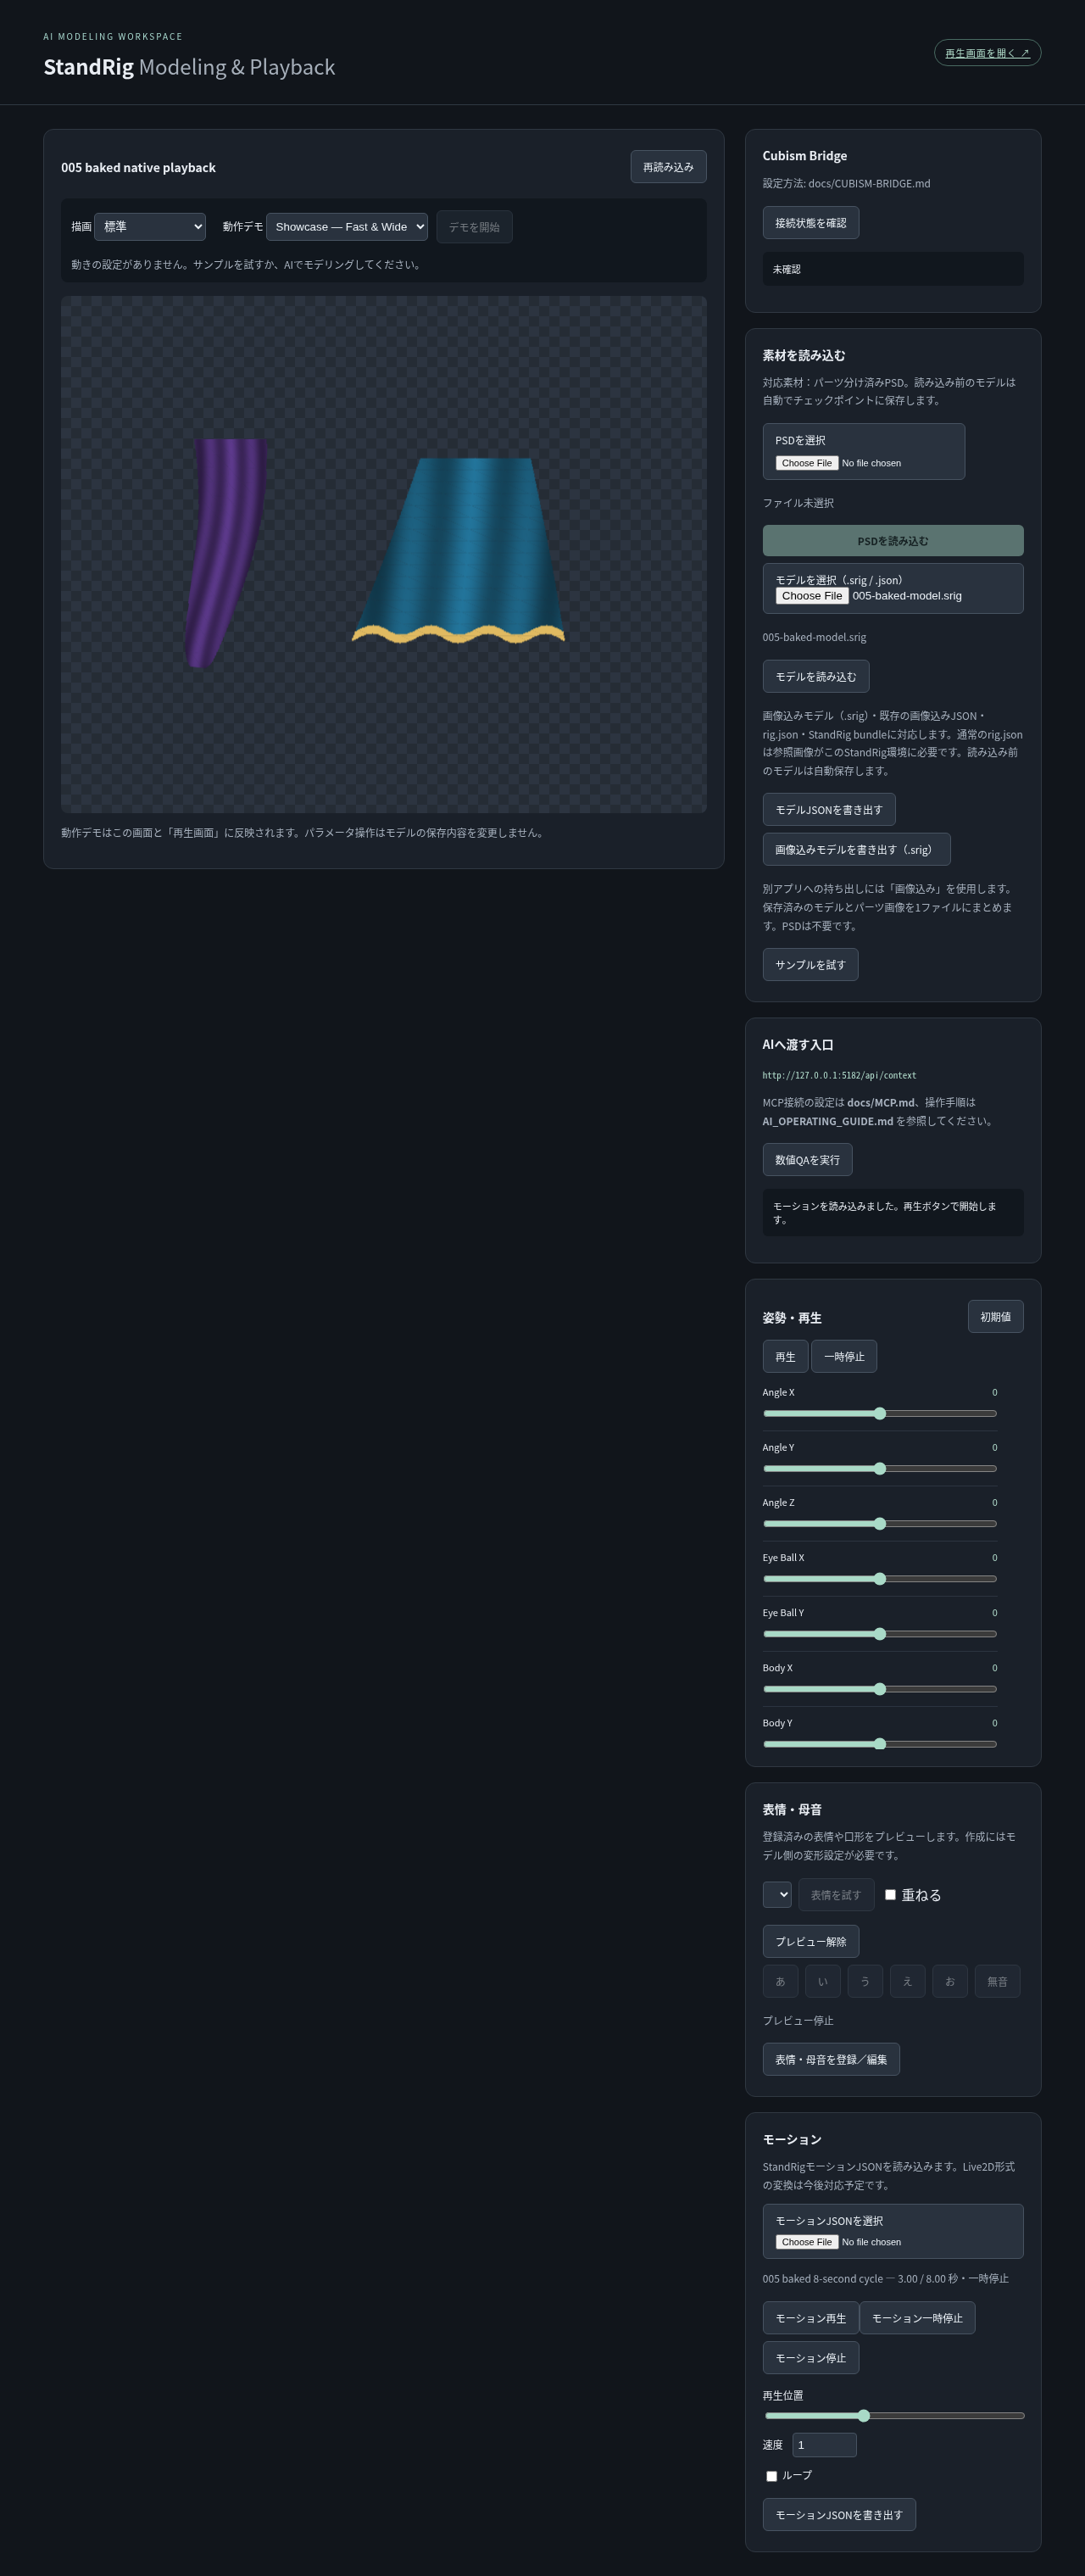 AI MODELING WORKSPACE
StandRig Modeling & Playback
再生画面を開く ↗
005 baked native playback
再読み込み
描画 標準 動作デモ Showcase — Fast & Wide デモを開始
動きの設定がありません。サンプルを試すか、AIでモデリングしてください。
動作デモはこの画面と「再生画面」に反映されます。パラメータ操作はモデルの保存内容を変更しません。
Cubism Bridge
設定方法: docs/CUBISM-BRIDGE.md
接続状態を確認
未確認
素材を読み込む
対応素材：パーツ分け済みPSD。読み込み前のモデルは
自動でチェックポイントに保存します。
PSDを選択
Choose File No file chosen
ファイル未選択
PSDを読み込む
モデルを選択（.srig / .json）
Choose File 005-baked-model.srig
005-baked-model.srig
モデルを読み込む
画像込みモデル（.srig）・既存の画像込みJSON・
rig.json・StandRig bundleに対応します。通常のrig.json
は参照画像がこのStandRig環境に必要です。読み込み前
のモデルは自動保存します。
モデルJSONを書き出す
画像込みモデルを書き出す（.srig）
別アプリへの持ち出しには「画像込み」を使用します。
保存済みのモデルとパーツ画像を1ファイルにまとめま
す。PSDは不要です。
サンプルを試す
AIへ渡す入口
http://127.0.0.1:5182/api/context
MCP接続の設定は docs/MCP.md、操作手順は
AI_OPERATING_GUIDE.md を参照してください。
数値QAを実行
モーションを読み込みました。再生ボタンで開始しま
す。
姿勢・再生
初期値
再生 一時停止
Angle X 0
Angle Y 0
Angle Z 0
Eye Ball X 0
Eye Ball Y 0
Body X 0
Body Y 0
表情・母音
登録済みの表情や口形をプレビューします。作成にはモ
デル側の変形設定が必要です。
表情を試す 重ねる
プレビュー解除
あ い う え お 無音
プレビュー停止
表情・母音を登録／編集
モーション
StandRigモーションJSONを読み込みます。Live2D形式
の変換は今後対応予定です。
モーションJSONを選択
Choose File No file chosen
005 baked 8-second cycle — 3.00 / 8.00 秒・一時停止
モーション再生 モーション一時停止
モーション停止
再生位置
速度 1
ループ
モーションJSONを書き出す